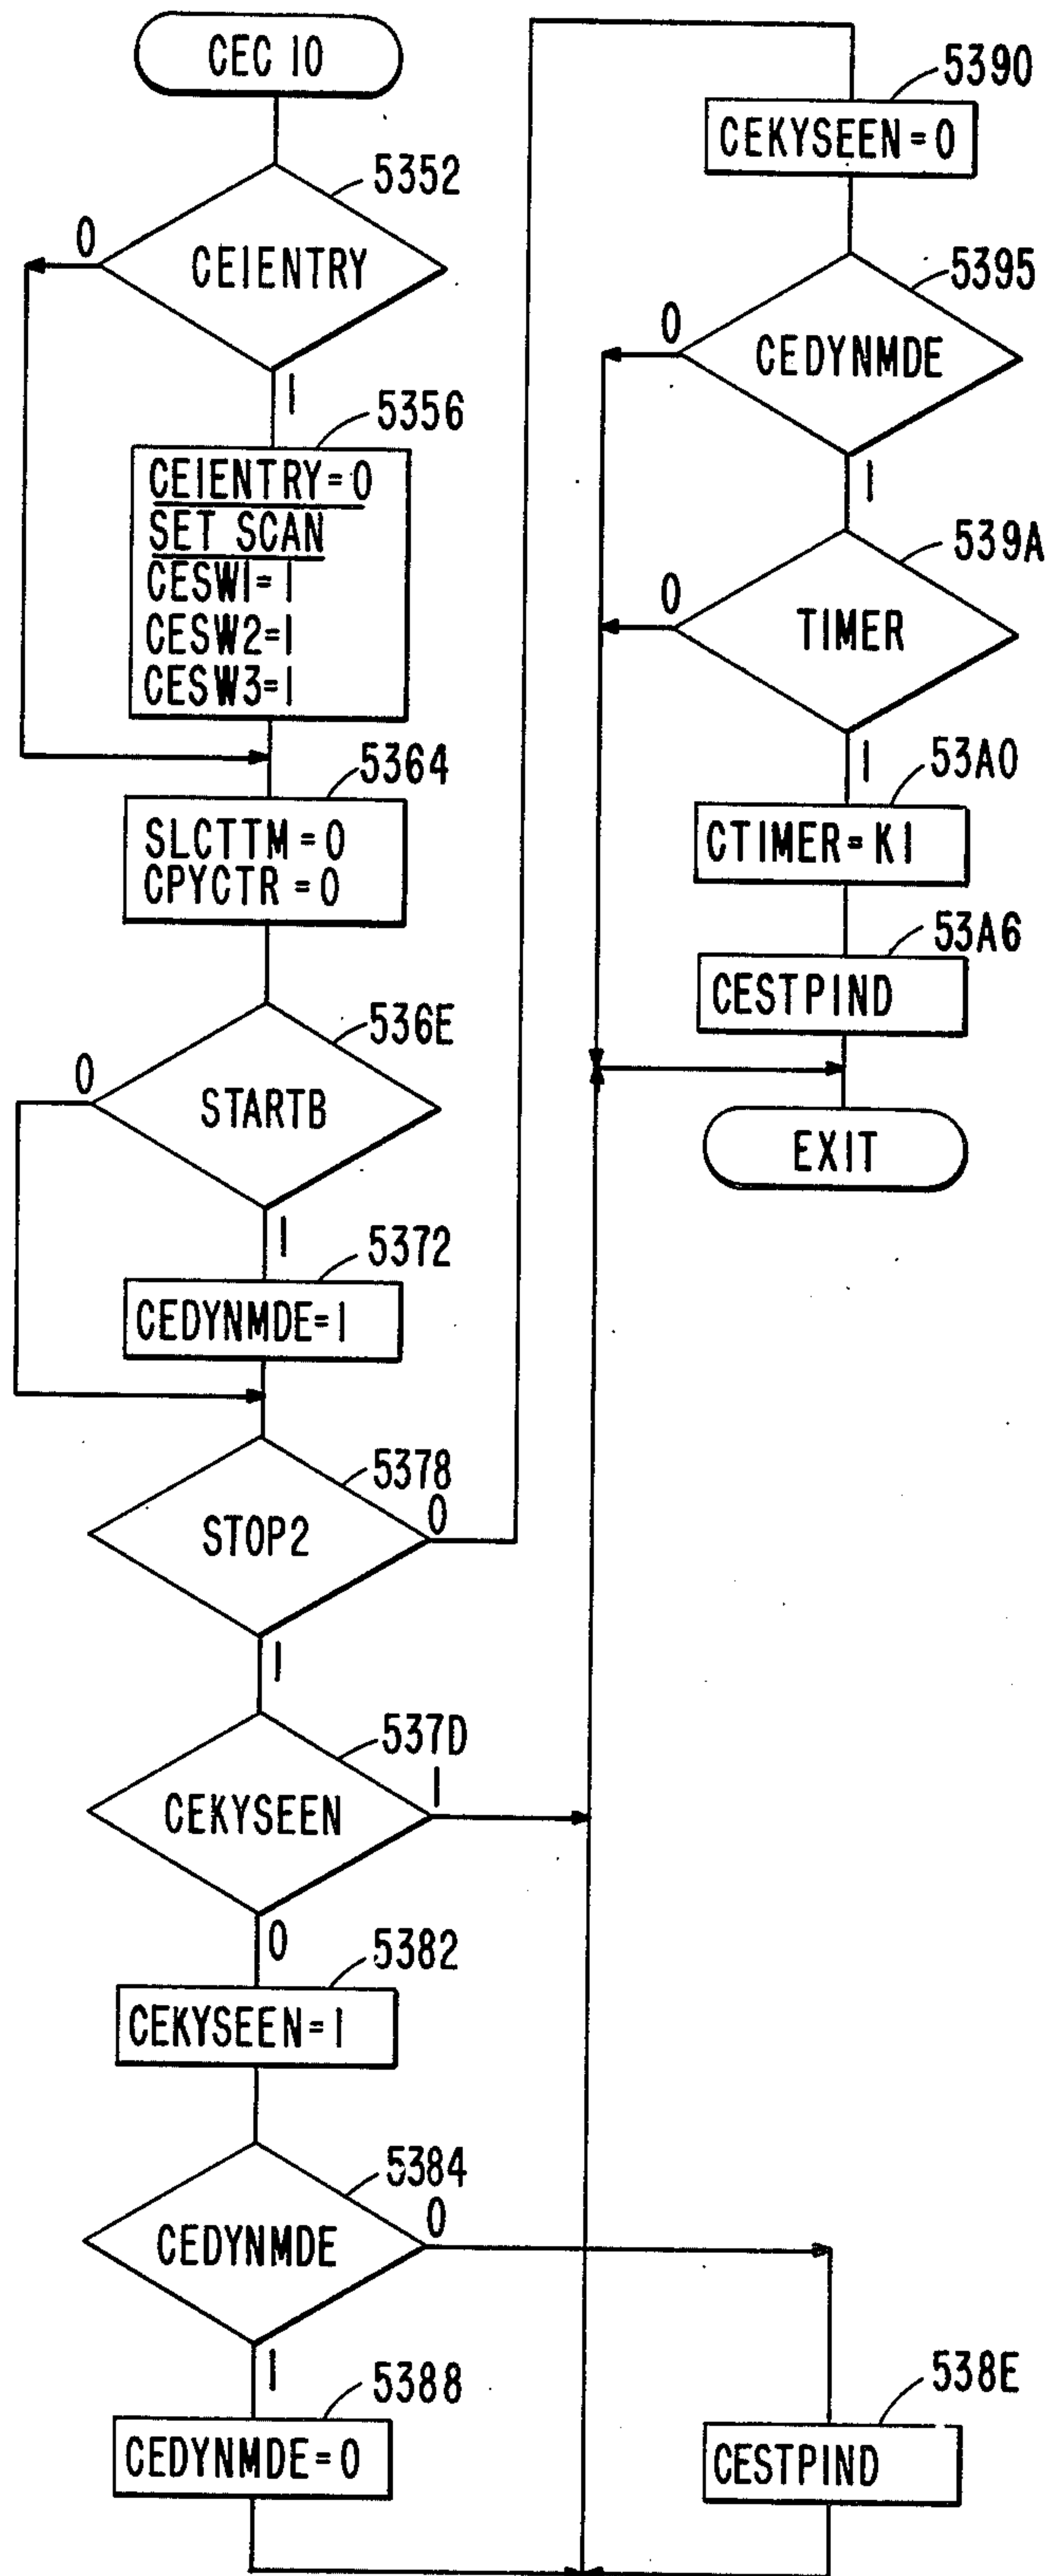 CEC 10
5352
0
CE1ENTRY
1
5356
CE1ENTRY=0
SET SCAN
CESW1=1
CESW2=1
CESW3=1
5364
SLCTTM=0
CPYCTR=0
536E
0
STARTB
1
5372
CEDYNMDE=1
5378
0
STOP2
1
537D
1
CEKYSEEN
0
5382
CEKYSEEN=1
5384
0
CEDYNMDE
1
5388
CEDYNMDE=0
538E
CESTPIND
5390
CEKYSEEN=0
5395
0
CEDYNMDE
1
539A
0
TIMER
1
53A0
CTIMER=K1
53A6
CESTPIND
EXIT